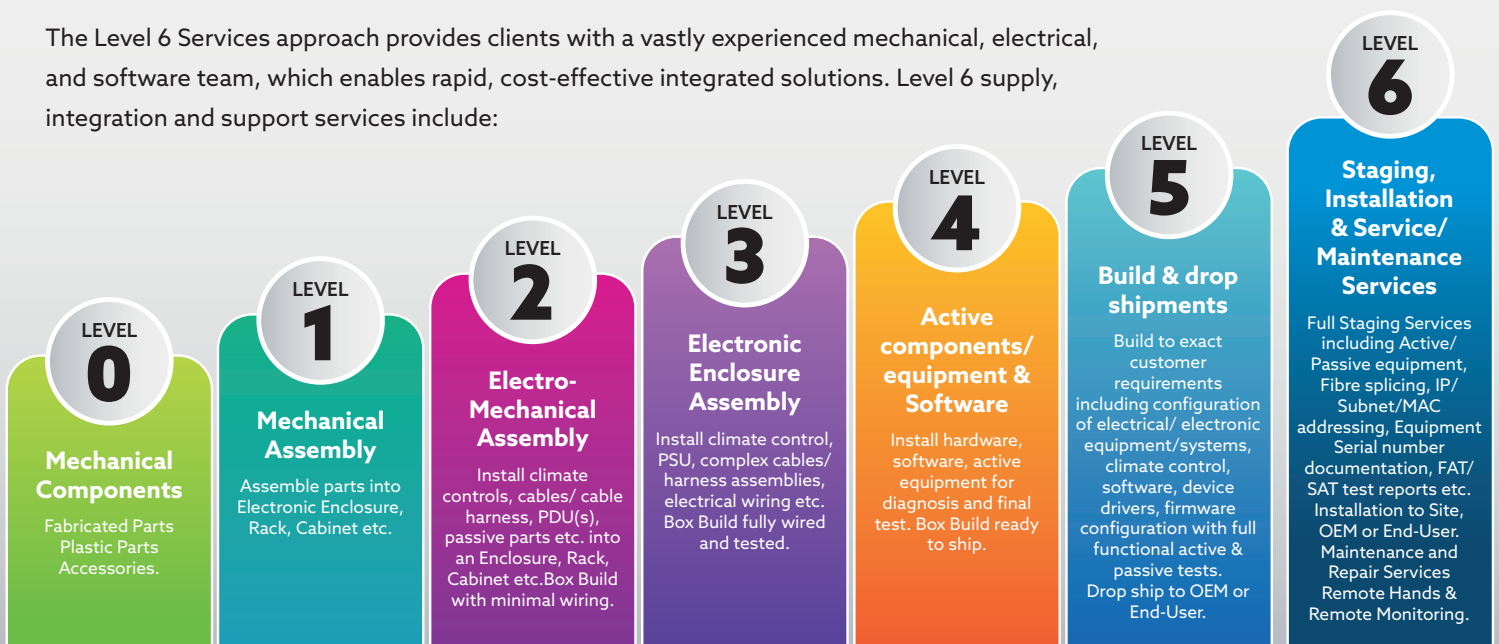 The Level 6 Services approach provides clients with a vastly experienced mechanical, electrical,
and software team, which enables rapid, cost-effective integrated solutions. Level 6 supply,
integration and support services include:
LEVEL
0
Mechanical
Components
Fabricated Parts
Plastic Parts
Accessories.
LEVEL
1
Mechanical
Assembly
Assemble parts into
Electronic Enclosure,
Rack, Cabinet etc.
LEVEL
2
Electro-
Mechanical
Assembly
Install climate
controls, cables/ cable
harness, PDU(s),
passive parts etc. into
an Enclosure, Rack,
Cabinet etc.Box Build
with minimal wiring.
LEVEL
3
Electronic
Enclosure
Assembly
Install climate control,
PSU, complex cables/
harness assemblies,
electrical wiring etc.
Box Build fully wired
and tested.
LEVEL
4
Active
components/
equipment &
Software
Install hardware,
software, active
equipment for
diagnosis and final
test. Box Build ready
to ship.
LEVEL
5
Build & drop
shipments
Build to exact
customer
requirements
including configuration
of electrical/ electronic
equipment/systems,
climate control,
software, device
drivers, firmware
configuration with full
functional active &
passive tests.
Drop ship to OEM or
End-User.
LEVEL
6
Staging,
Installation
& Service/
Maintenance
Services
Full Staging Services
including Active/
Passive equipment,
Fibre splicing, IP/
Subnet/MAC
addressing, Equipment
Serial number
documentation, FAT/
SAT test reports etc.
Installation to Site,
OEM or End-User.
Maintenance and
Repair Services
Remote Hands &
Remote Monitoring.